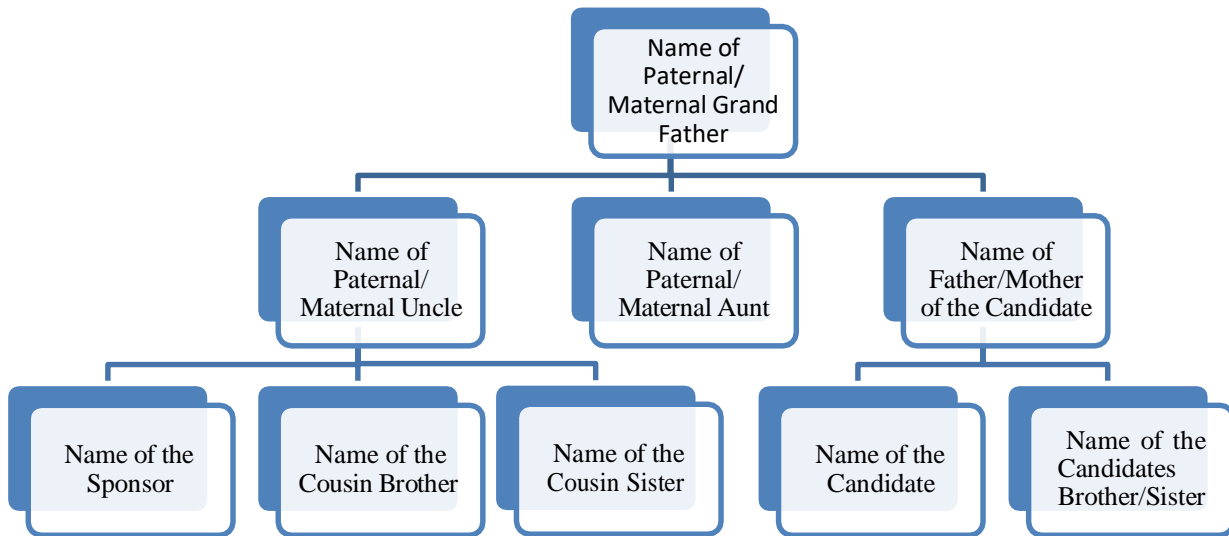 Name of
Paternal/
Maternal Grand
Father
Name of
Paternal/
Maternal Uncle
Name of
Paternal/
Maternal Aunt
Name of
Father/Mother
of the Candidate
Name of the
Sponsor
Name of the
Cousin Brother
Name of the
Cousin Sister
Name of the
Candidate
Name of the
Candidates
Brother/Sister